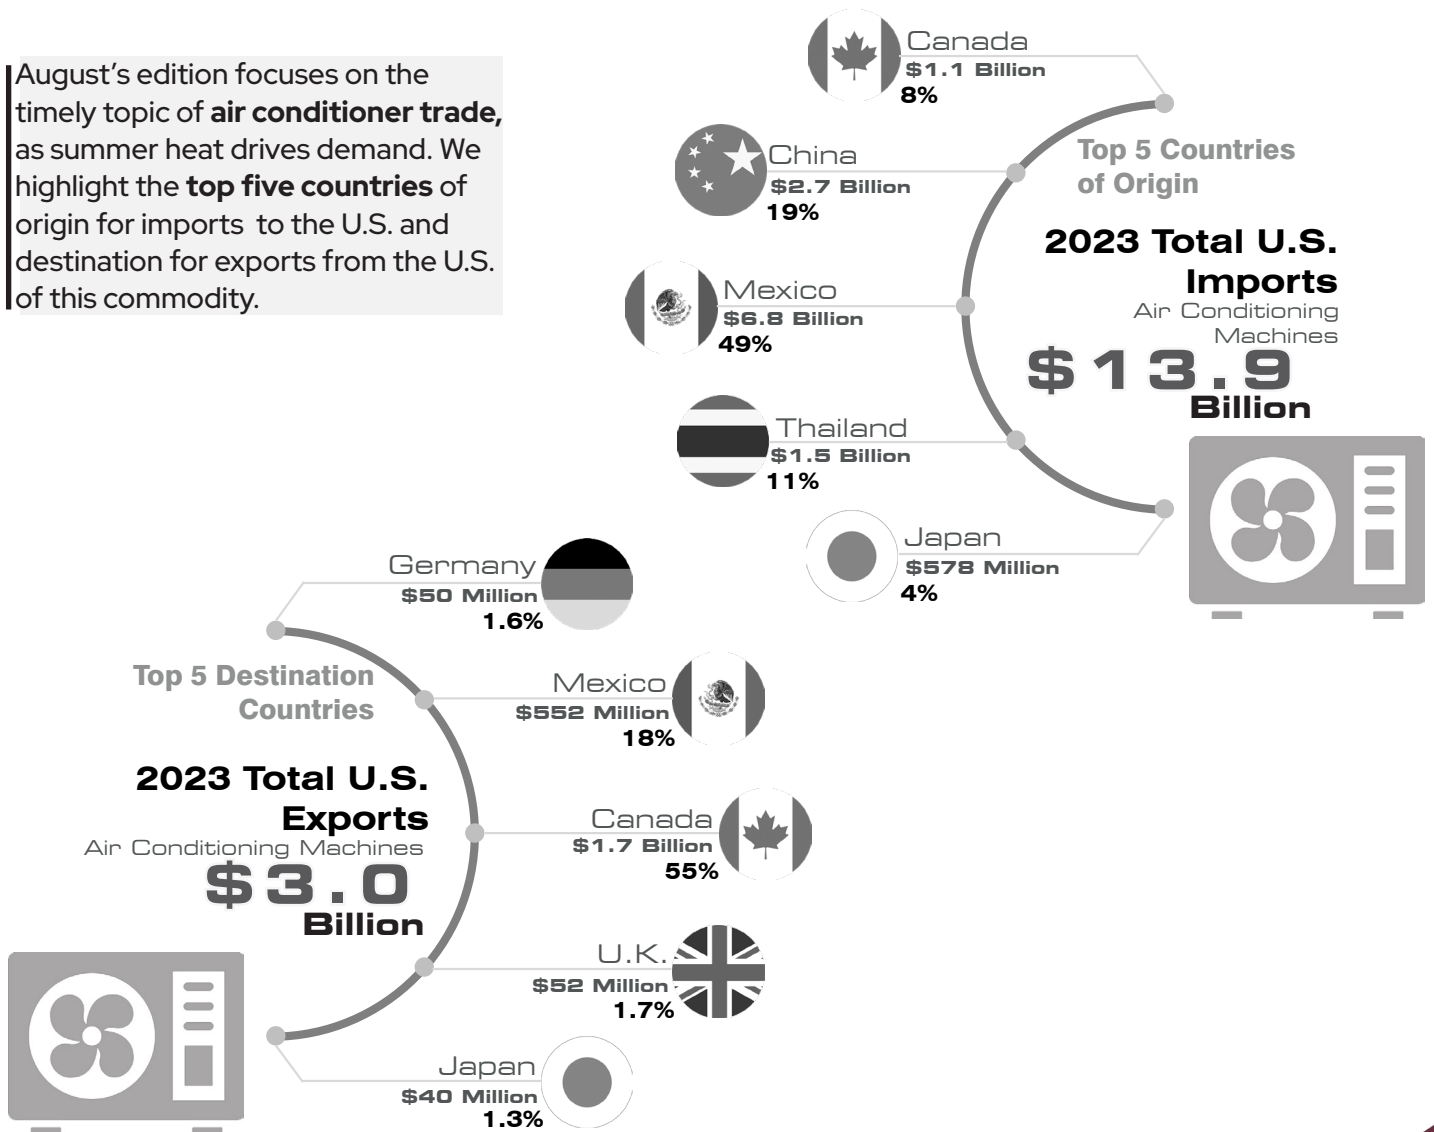 August's edition focuses on the
timely topic of air conditioner trade,
as summer heat drives demand. We
highlight the top five countries of
origin for imports  to the U.S. and
destination for exports from the U.S.
of this commodity.
Canada
$1.1 Billion
8%
China
$2.7 Billion
19%
Mexico
$6.8 Billion
49%
Thailand
$1.5 Billion
11%
Japan
$578 Million
4%
Top 5 Countries
of Origin
2023 Total U.S.
Imports
Air Conditioning
Machines
$13.9
Billion
Germany
$50 Million
1.6%
Mexico
$552 Million
18%
Canada
$1.7 Billion
55%
U.K.
$52 Million
1.7%
Japan
$40 Million
1.3%
Top 5 Destination
Countries
2023 Total U.S.
Exports
Air Conditioning Machines
$3.0
Billion